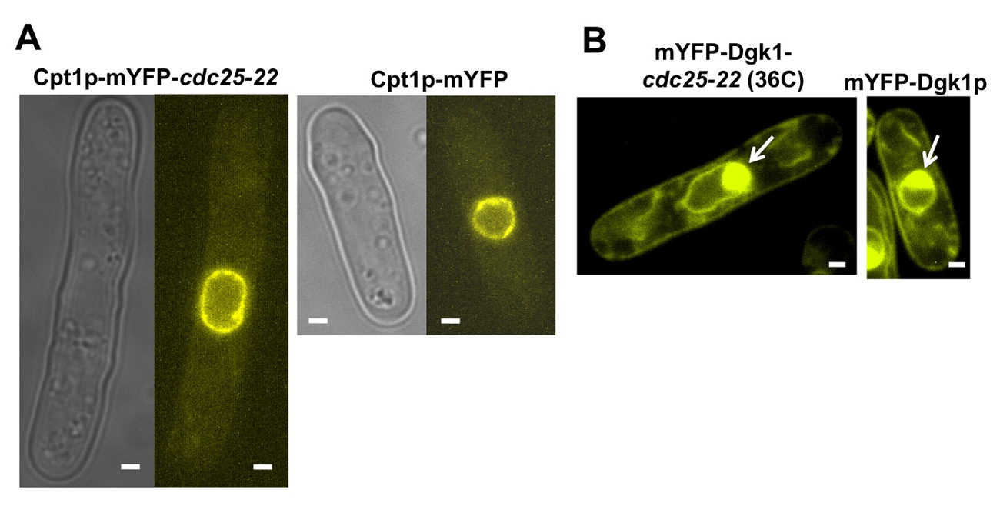 A
Cpt1p-mYFP-cdc25-22
Cpt1p-mYFP
B
mYFP-Dgk1-
cdc25-22 (36C)
mYFP-Dgk1p